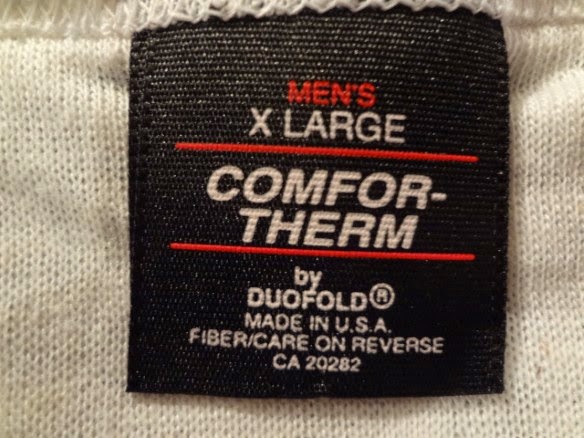 MEN'S
X LARGE
COMFOR-
THERM
by
DUOFOLD®
MADE IN U.S.A.
FIBER/CARE ON REVERSE
CA 20282